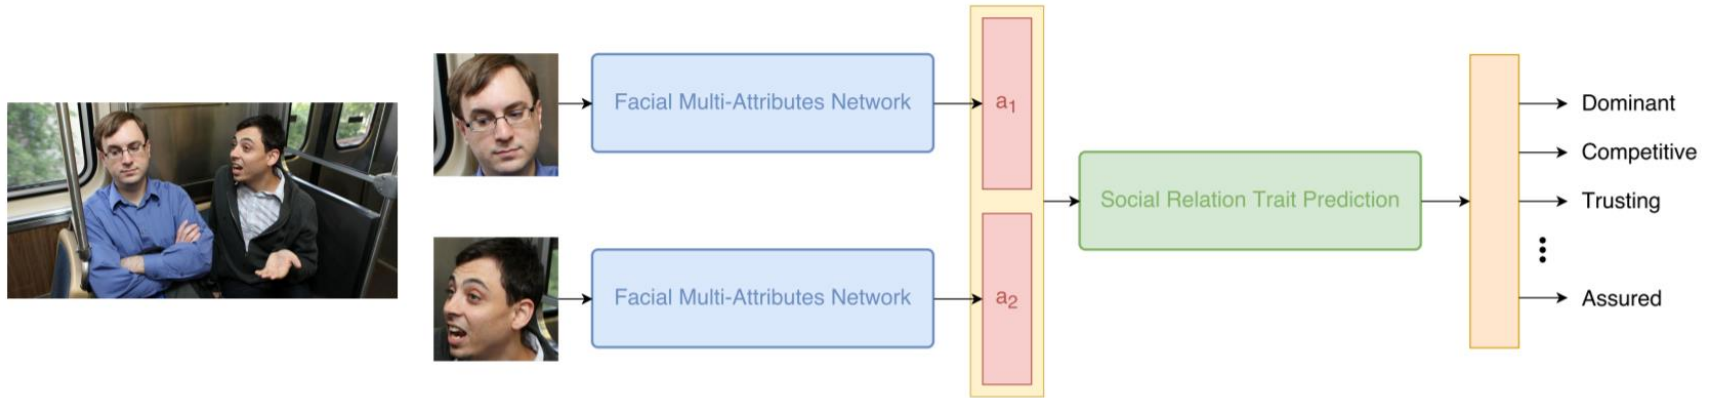 Facial Multi-Attributes Network
a1
Facial Multi-Attributes Network
a2
Social Relation Trait Prediction
Dominant
Competitive
Trusting
Assured